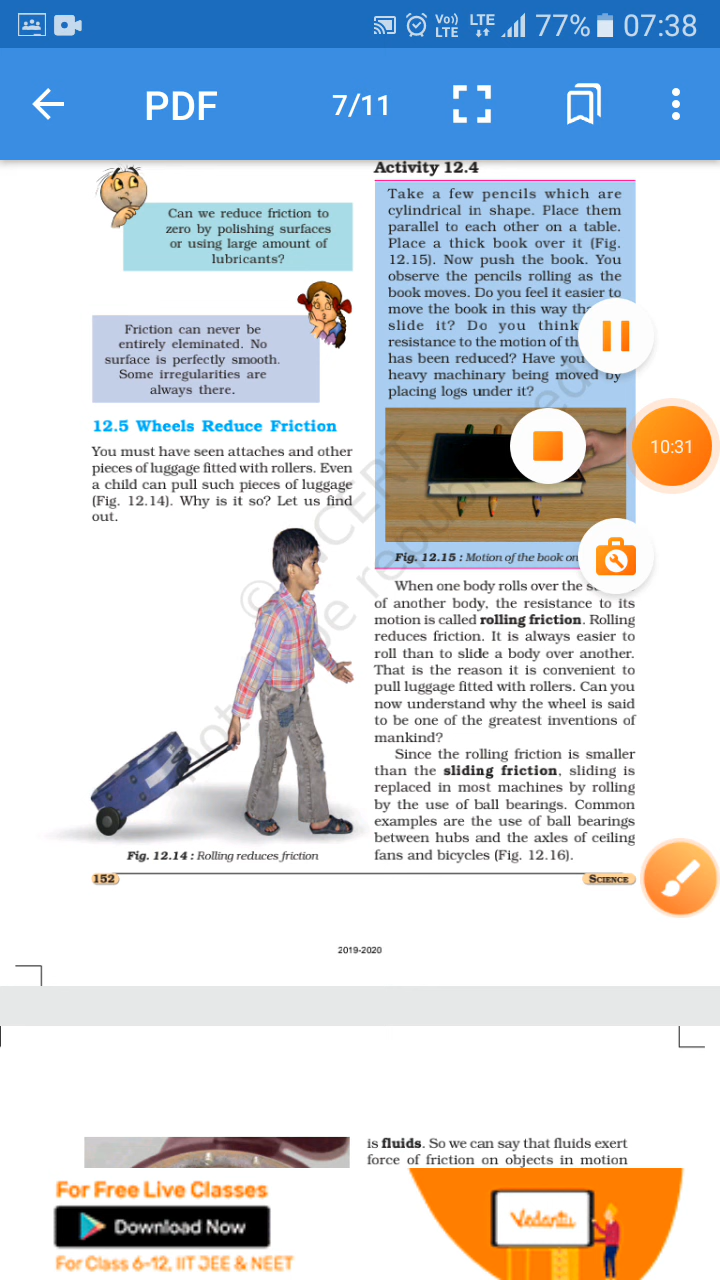 Vo)) LTE LTE 77% 07:38
PDF 7/11
Can we reduce friction to
zero by polishing surfaces
or using large amount of
lubricants?
Friction can never be
entirely eleminated. No
surface is perfectly smooth.
Some irregularities are
always there.
12.5 Wheels Reduce Friction
You must have seen attaches and other
pieces of luggage fitted with rollers. Even
a child can pull such pieces of luggage
(Fig. 12.14). Why is it so? Let us find
out.
Fig. 12.14 : Rolling reduces friction
Activity 12.4
Take a few pencils which are
cylindrical in shape. Place them
parallel to each other on a table.
Place a thick book over it (Fig.
12.15). Now push the book. You
observe the pencils rolling as the
book moves. Do you feel it easier to
move the book in this way
slide it? Do you think
resistance to the motion of
has been reduced? Have you
heavy machinary being moved by
placing logs under it?
10:31
Fig. 12.15 : Motion of the book on
When one body rolls over the
of another body, the resistance to its
motion is called rolling friction. Rolling
reduces friction. It is always easier to
roll than to slide a body over another.
That is the reason it is convenient to
pull luggage fitted with rollers. Can you
now understand why the wheel is said
to be one of the greatest inventions of
mankind?
Since the rolling friction is smaller
than the sliding friction, sliding is
replaced in most machines by rolling
by the use of ball bearings. Common
examples are the use of ball bearings
between hubs and the axles of ceiling
fans and bicycles (Fig. 12.16).
152
SCIENCE
2019-2020
is fluids. So we can say that fluids exert
force of friction on objects in motion
For Free Live Classes
Download Now
For Class 6-12, IIT JEE & NEET
Vedantu